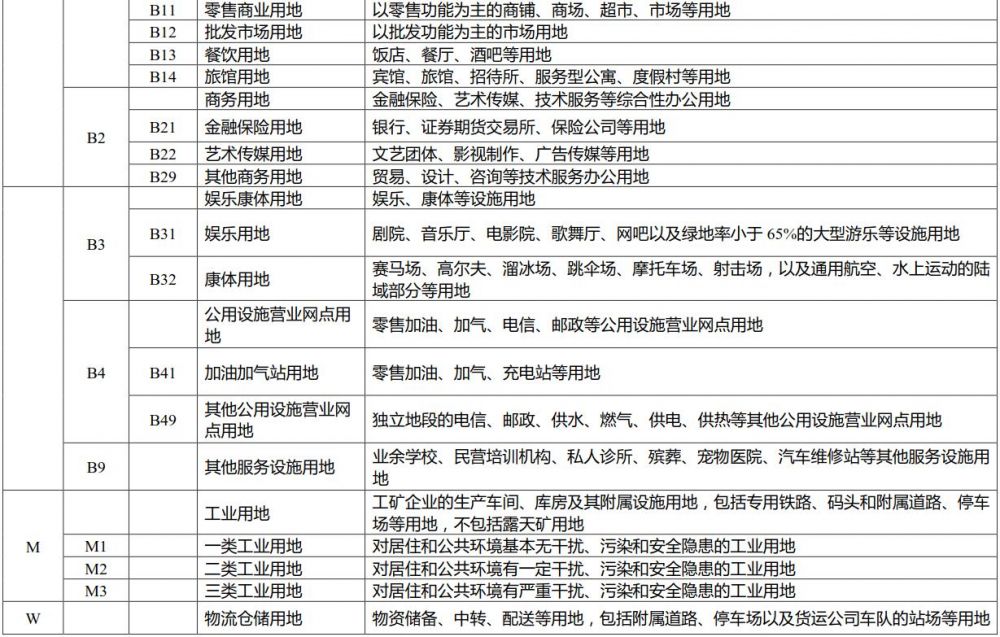 B11 零售商业用地 以零售功能为主的商铺、商场、超市、市场等用地
B12 批发市场用地 以批发功能为主的市场用地
B13 餐饮用地 饭店、餐厅、酒吧等用地
B14 旅馆用地 宾馆、旅馆、招待所、服务型公寓、度假村等用地
B2 商务用地 金融保险、艺术传媒、技术服务等综合性办公用地
B21 金融保险用地 银行、证券期货交易所、保险公司等用地
B22 艺术传媒用地 文艺团体、影视制作、广告传媒等用地
B29 其他商务用地 贸易、设计、咨询等技术服务办公用地
B3 娱乐康体用地 娱乐、康体等设施用地
B31 娱乐用地 剧院、音乐厅、电影院、歌舞厅、网吧以及绿地率小于 65%的大型游乐等设施用地
B32 康体用地 赛马场、高尔夫、溜冰场、跳伞场、摩托车场、射击场，以及通用航空、水上运动的陆
域部分等用地
B4 公用设施营业网点用
地 零售加油、加气、电信、邮政等公用设施营业网点用地
B41 加油加气站用地 零售加油、加气、充电站等用地
B49 其他公用设施营业网
点用地 独立地段的电信、邮政、供水、燃气、供电、供热等其他公用设施营业网点用地
B9 其他服务设施用地 业余学校、民营培训机构、私人诊所、殡葬、宠物医院、汽车维修站等其他服务设施用
地
M 工业用地 工矿企业的生产车间、库房及其附属设施用地，包括专用铁路、码头和附属道路、停车
场等用地，不包括露天矿用地
M1 一类工业用地 对居住和公共环境基本无干扰、污染和安全隐患的工业用地
M2 二类工业用地 对居住和公共环境有一定干扰、污染和安全隐患的工业用地
M3 三类工业用地 对居住和公共环境有严重干扰、污染和安全隐患的工业用地
W 物流仓储用地 物资储备、中转、配送等用地，包括附属道路、停车场以及货运公司车队的站场等用地